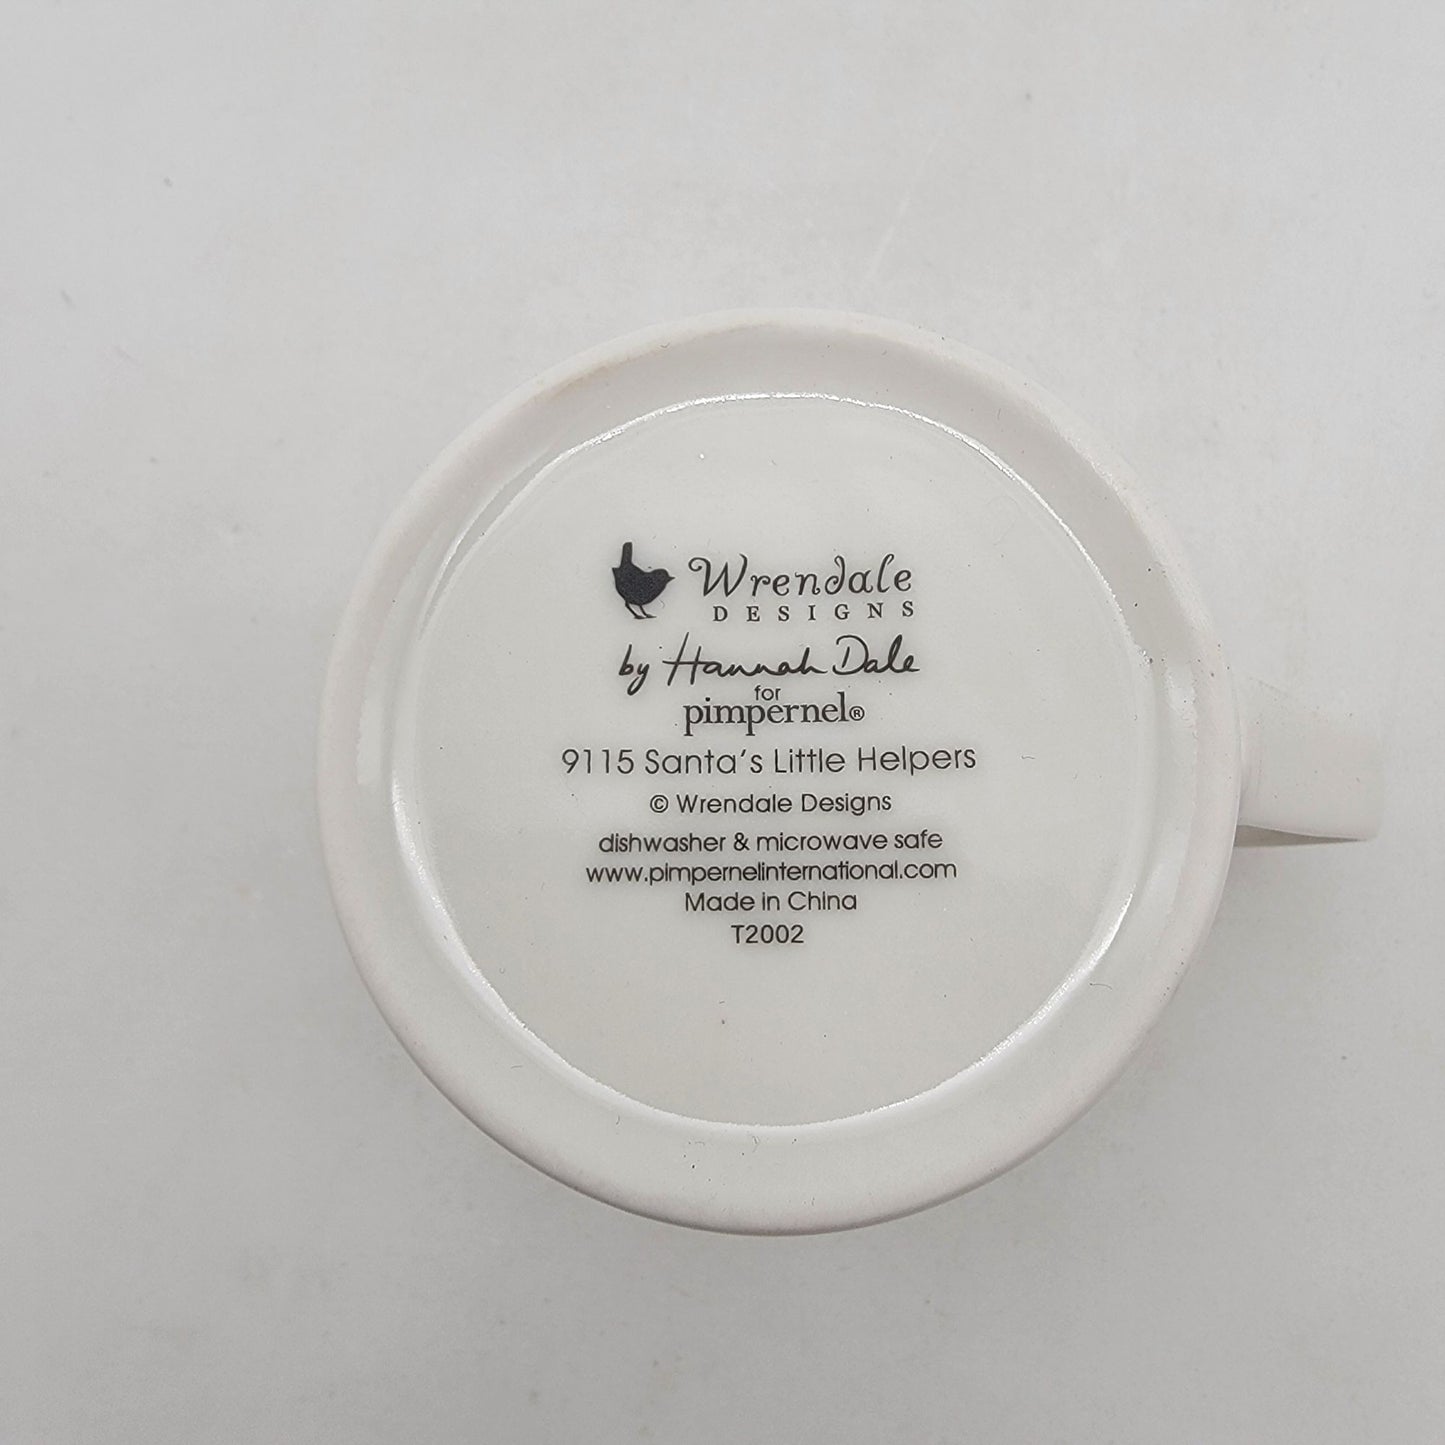 Wrendale
DESIGNS
by Hannah Dale
for
pimpernel®
9115 Santa's Little Helpers
© Wrendale Designs
dishwasher & microwave safe
www.pimpernelinternational.com
Made in China
T2002